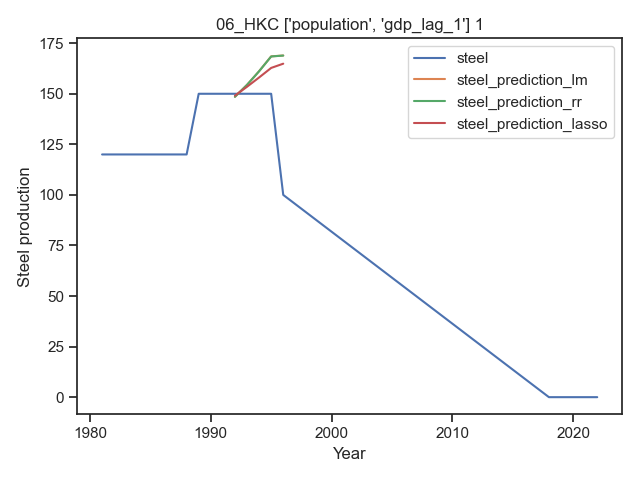 06_HKC ['population', 'gdp_lag_1'] 1
steel
steel_prediction_lm
steel_prediction_rr
steel_prediction_lasso
Steel production
175
150
125
100
75
50
25
0
1980
1990
2000
2010
2020
Year